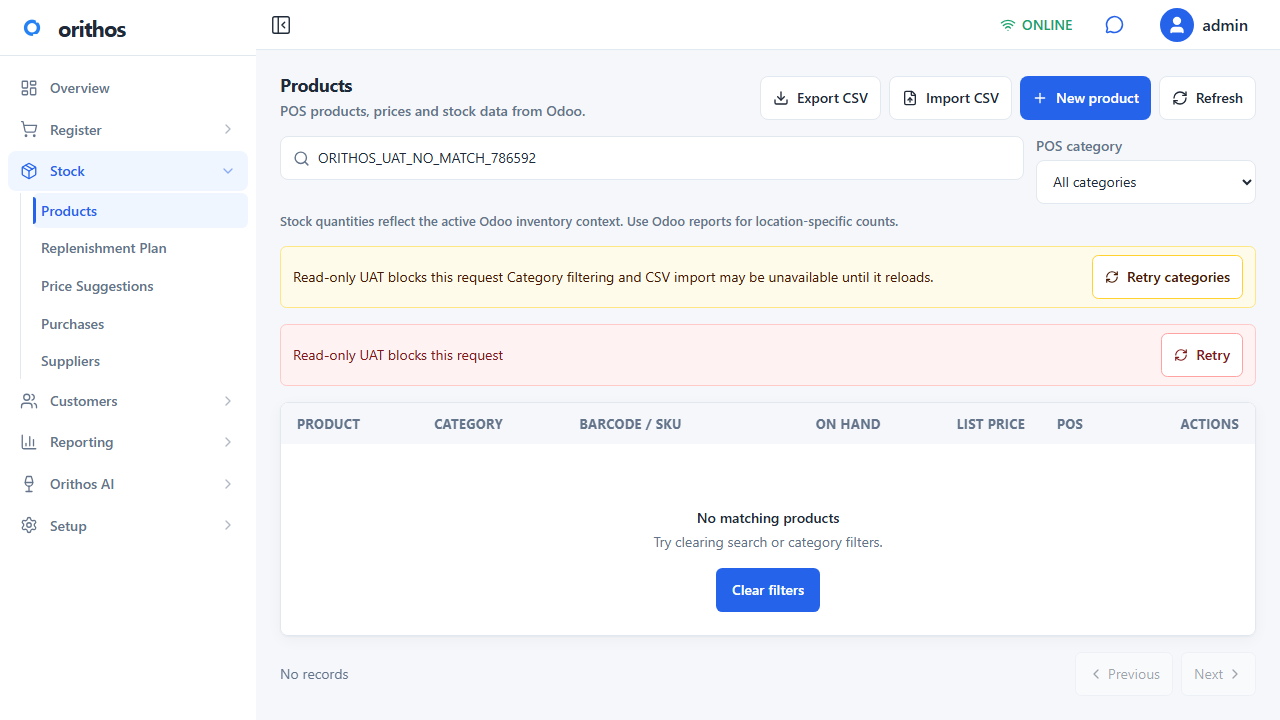 orithos
ONLINE
admin
Overview
Register
Stock
Products
Replenishment Plan
Price Suggestions
Purchases
Suppliers
Customers
Reporting
Orithos AI
Setup
Products
POS products, prices and stock data from Odoo.
Export CSV
Import CSV
New product
Refresh
ORITHOS_UAT_NO_MATCH_786592
POS category
All categories
Stock quantities reflect the active Odoo inventory context. Use Odoo reports for location-specific counts.
Read-only UAT blocks this request Category filtering and CSV import may be unavailable until it reloads.
Retry categories
Read-only UAT blocks this request
Retry
PRODUCT CATEGORY BARCODE / SKU ON HAND LIST PRICE POS ACTIONS
No matching products
Try clearing search or category filters.
Clear filters
No records
Previous
Next